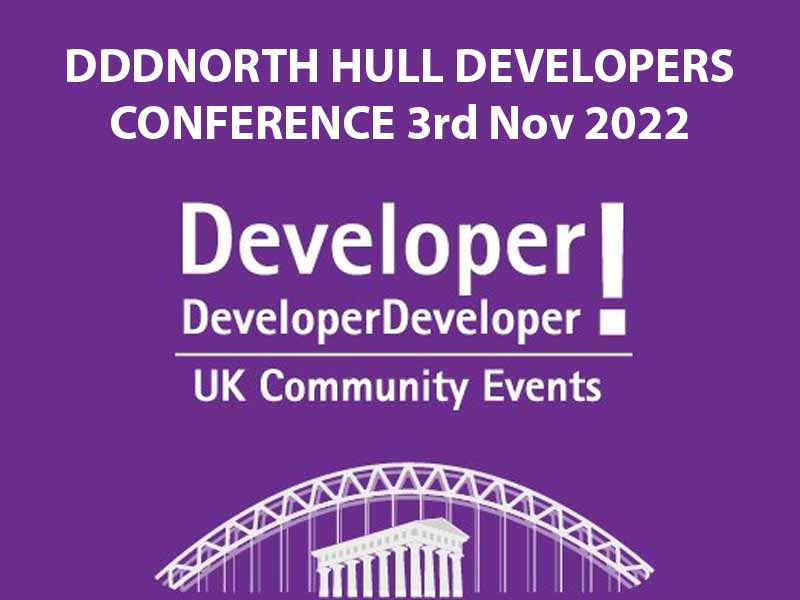 DDDNORTH HULL DEVELOPERS
CONFERENCE 3rd Nov 2022
Developer!
DeveloperDeveloper
UK Community Events